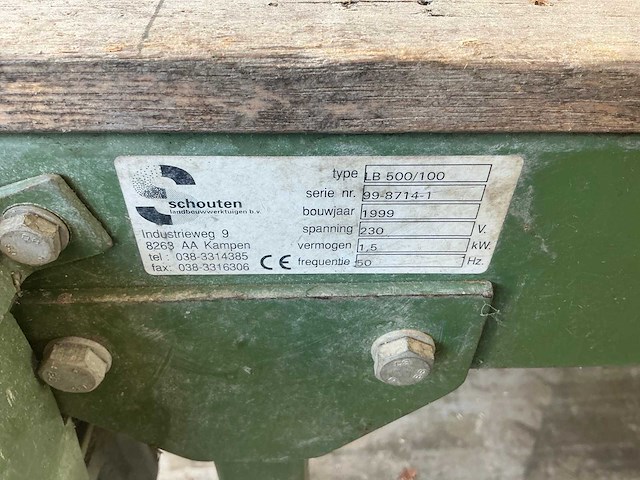 schouten
landbouwwerktuigen b.v.
Industrieweg 9
8263 AA Kampen
tel : 038-3314385
fax: 038-3316306
CE
type LB 500/100
serie nr. 99-8714-1
bouwjaar 1999
spanning 230 V.
vermogen 1,5 kW.
frequentie 50 Hz.